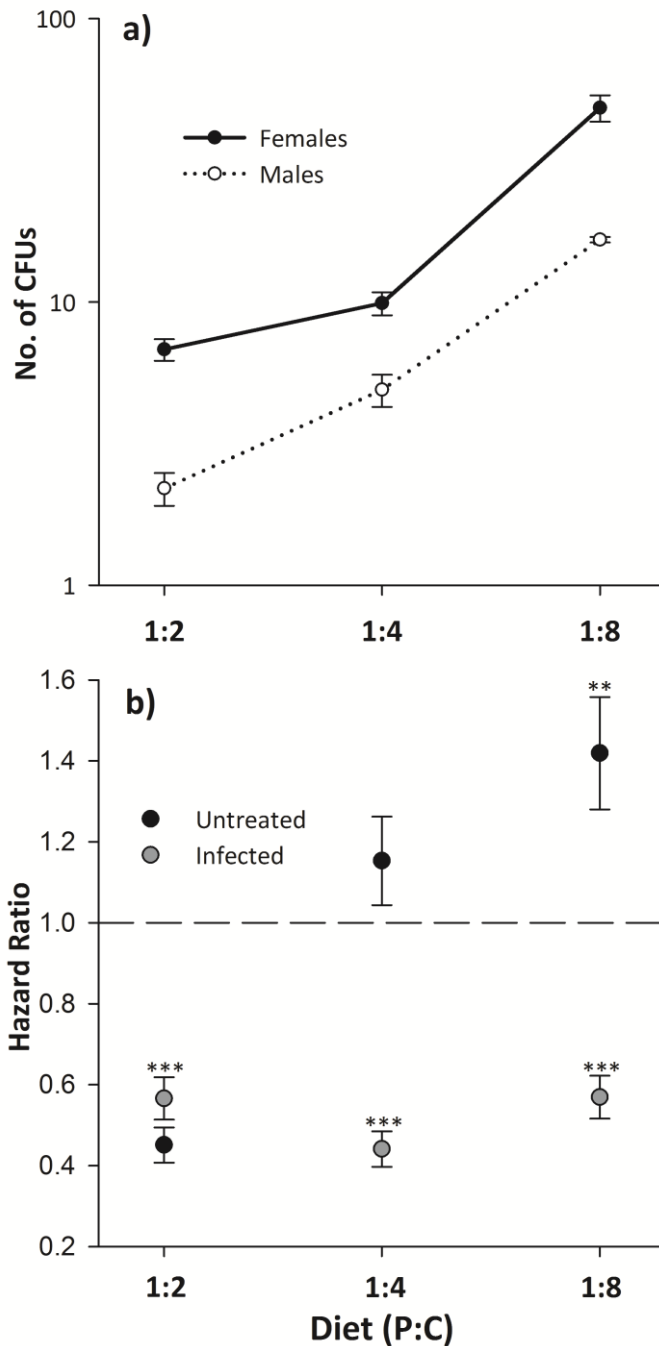 100
a)
Females
Males
No. of CFUs
10
1
1:2 1:4 1:8
1.6
b)
**
1.4
Untreated
Infected
1.2
1.0
Hazard Ratio
0.8
*** ***
0.6
***
0.4
0.2
1:2 1:4 1:8
Diet (P:C)